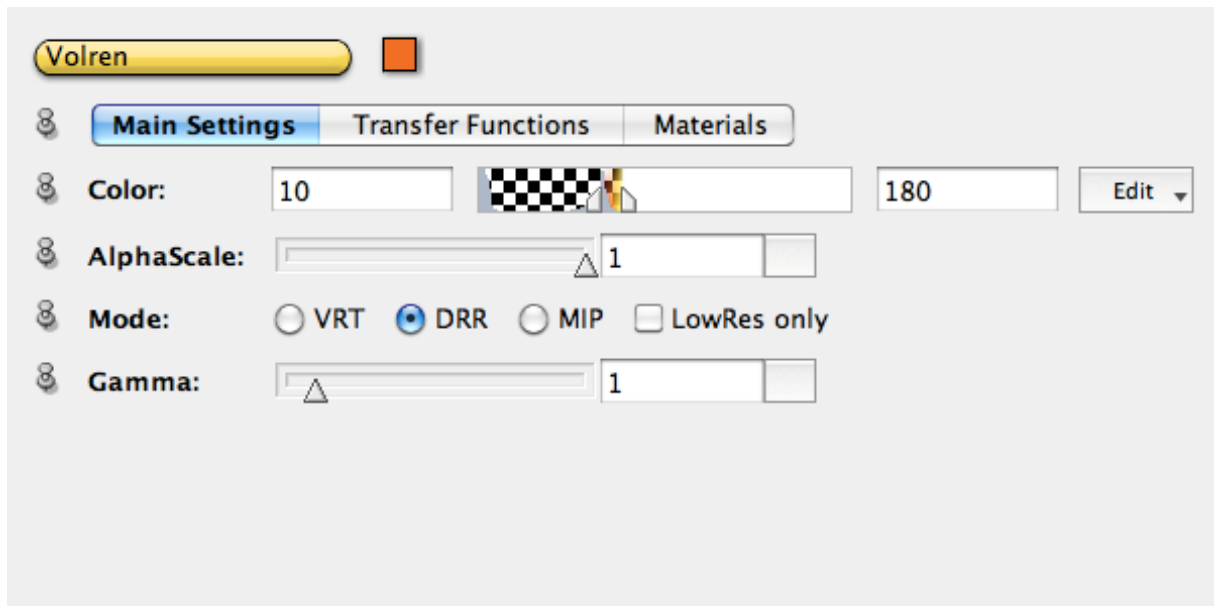 Volren
Main Settings Transfer Functions Materials
Color: 10 180 Edit
AlphaScale: 1
Mode: VRT DRR MIP LowRes only
Gamma: 1